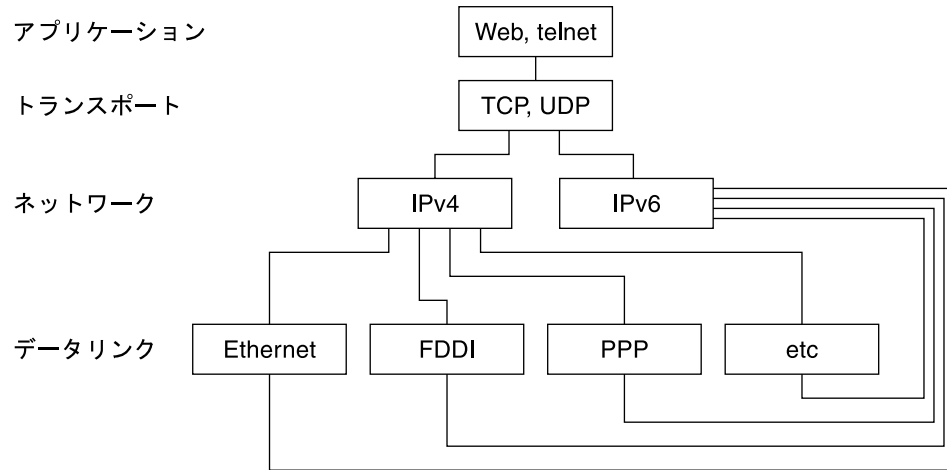 アプリケーション
Web, telnet
トランスポート
TCP, UDP
ネットワーク
IPv4
IPv6
データリンク
Ethernet
FDDI
PPP
etc